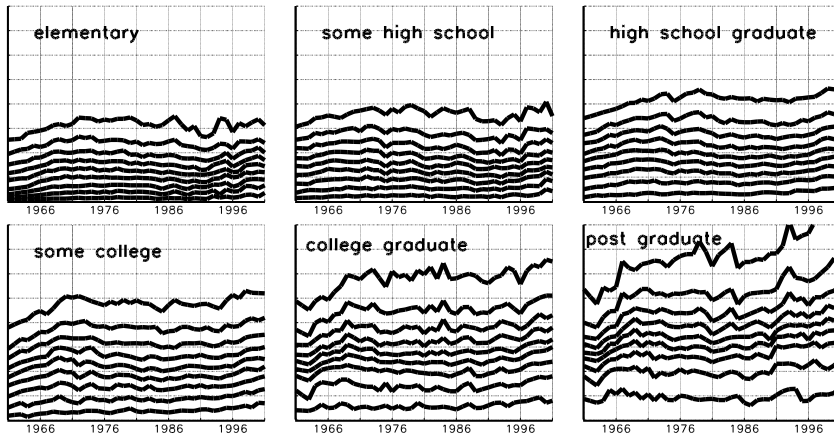 elementary
some high school
high school graduate
1966 1976 1986 1996
1966 1976 1986 1996
1966 1976 1986 1996
some college
college graduate
post graduate
1966 1976 1986 1996
1966 1976 1986 1996
1966 1976 1986 1996